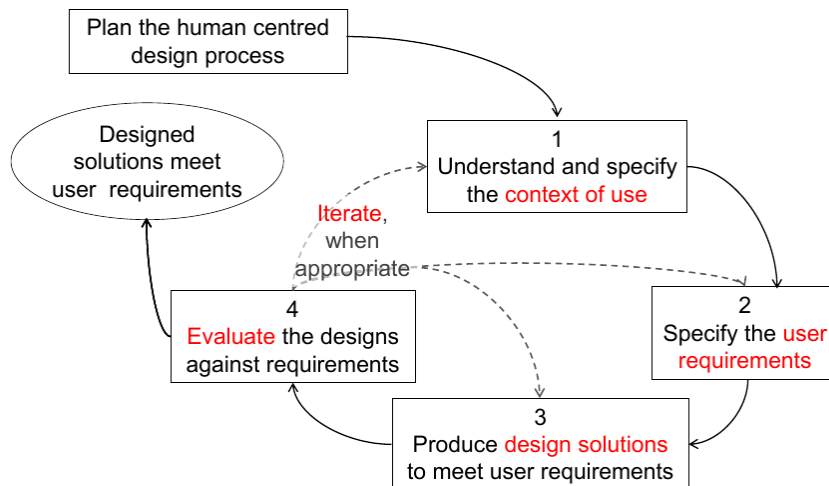 Plan the human centred
design process
Designed
solutions meet
user requirements
1
Understand and specify
the context of use
Iterate,
when
appropriate
2
Specify the user
requirements
4
Evaluate the designs
against requirements
3
Produce design solutions
to meet user requirements